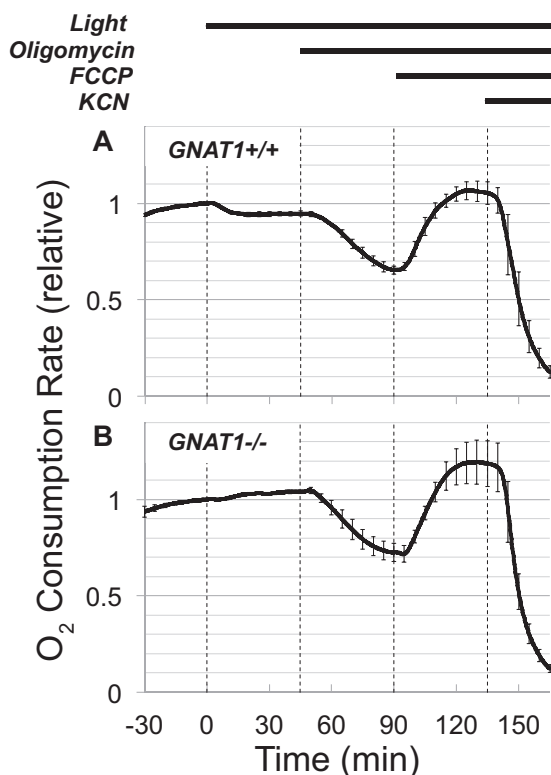 Light
Oligomycin
FCCP
KCN
A
GNAT1+/+
1
0.5
0
B
GNAT1-/-
1
0.5
0
O₂ Consumption Rate (relative)
-30 0 30 60 90 120 150
Time (min)